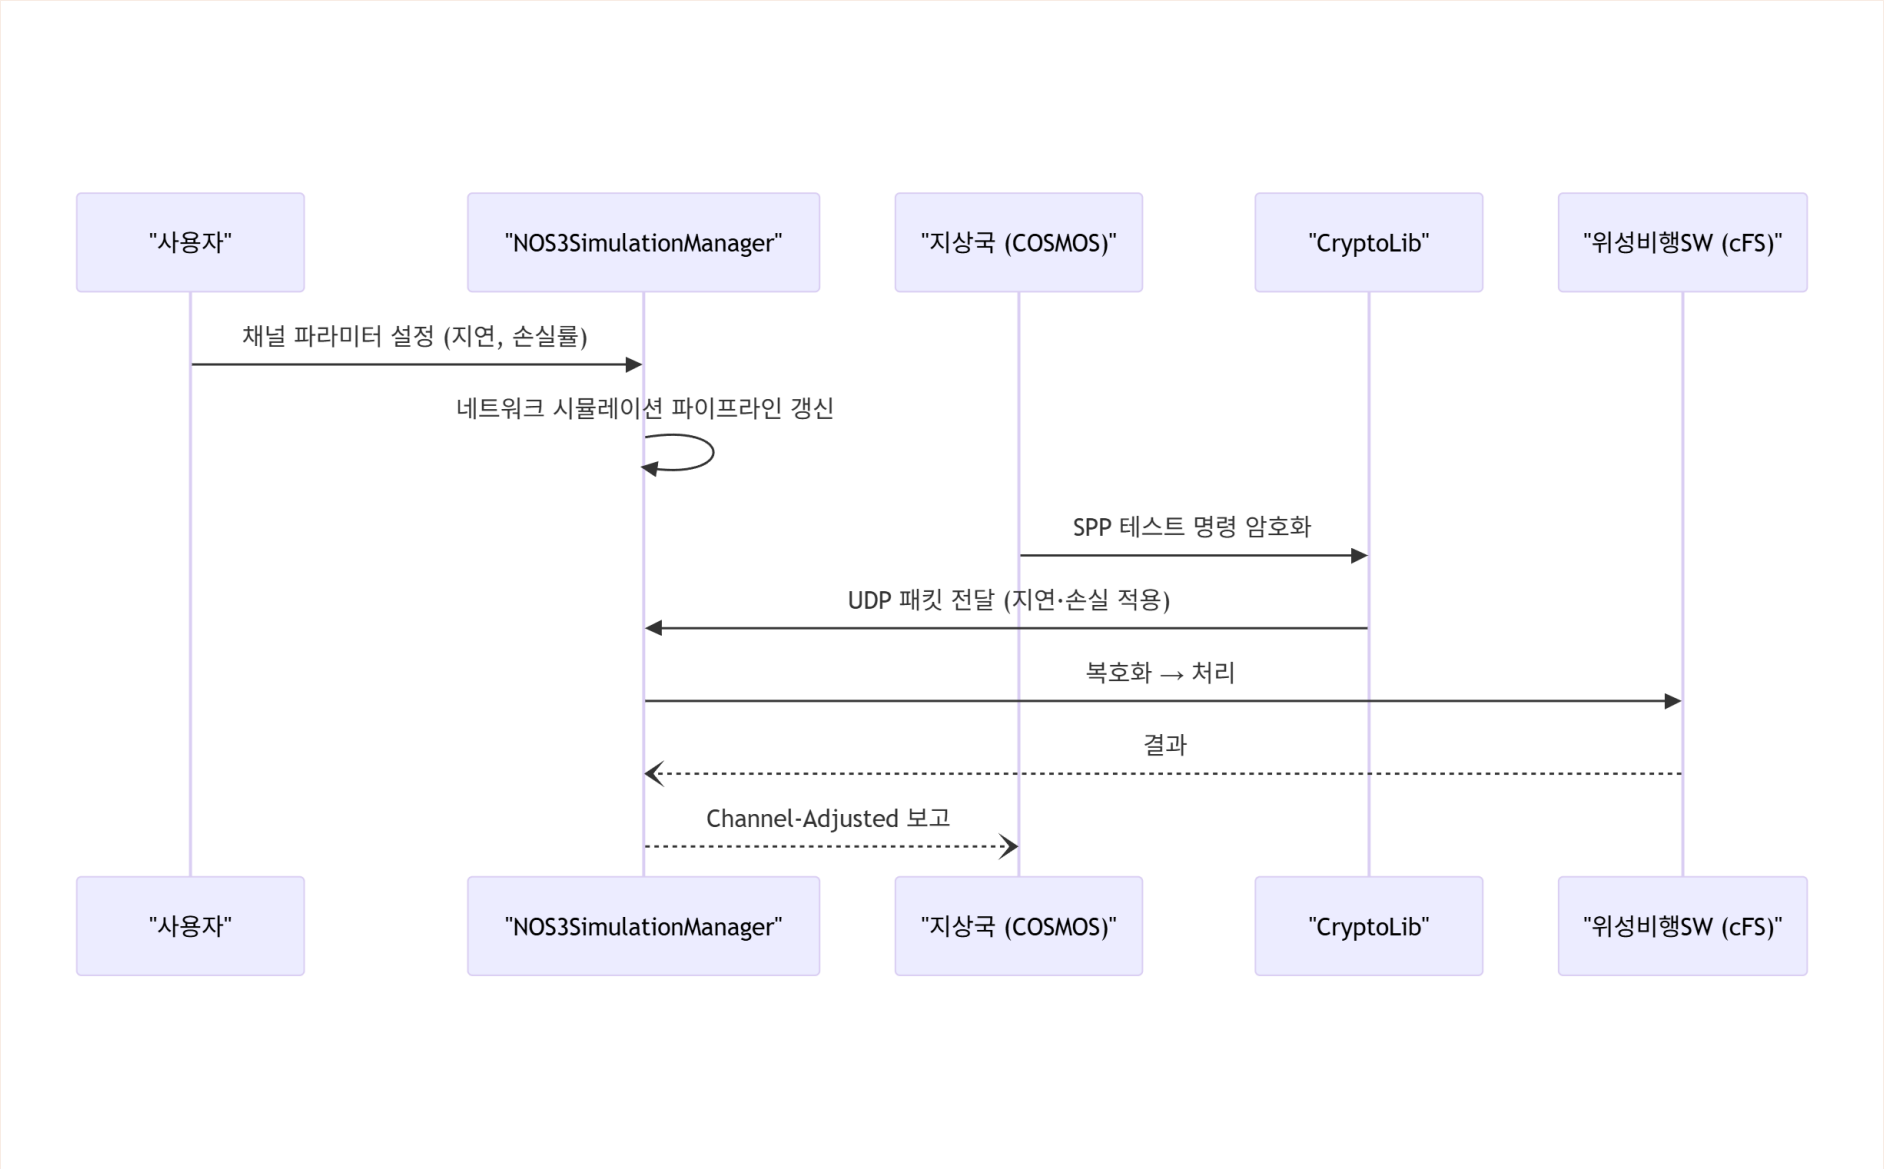 "사용자"
"NOS3SimulationManager"
"지상국 (COSMOS)"
"CryptoLib"
"위성비행SW (cFS)"
채널 파라미터 설정 (지연, 손실률)
네트워크 시뮬레이션 파이프라인 갱신
SPP 테스트 명령 암호화
UDP 패킷 전달 (지연·손실 적용)
복호화 → 처리
결과
Channel-Adjusted 보고
"사용자"
"NOS3SimulationManager"
"지상국 (COSMOS)"
"CryptoLib"
"위성비행SW (cFS)"